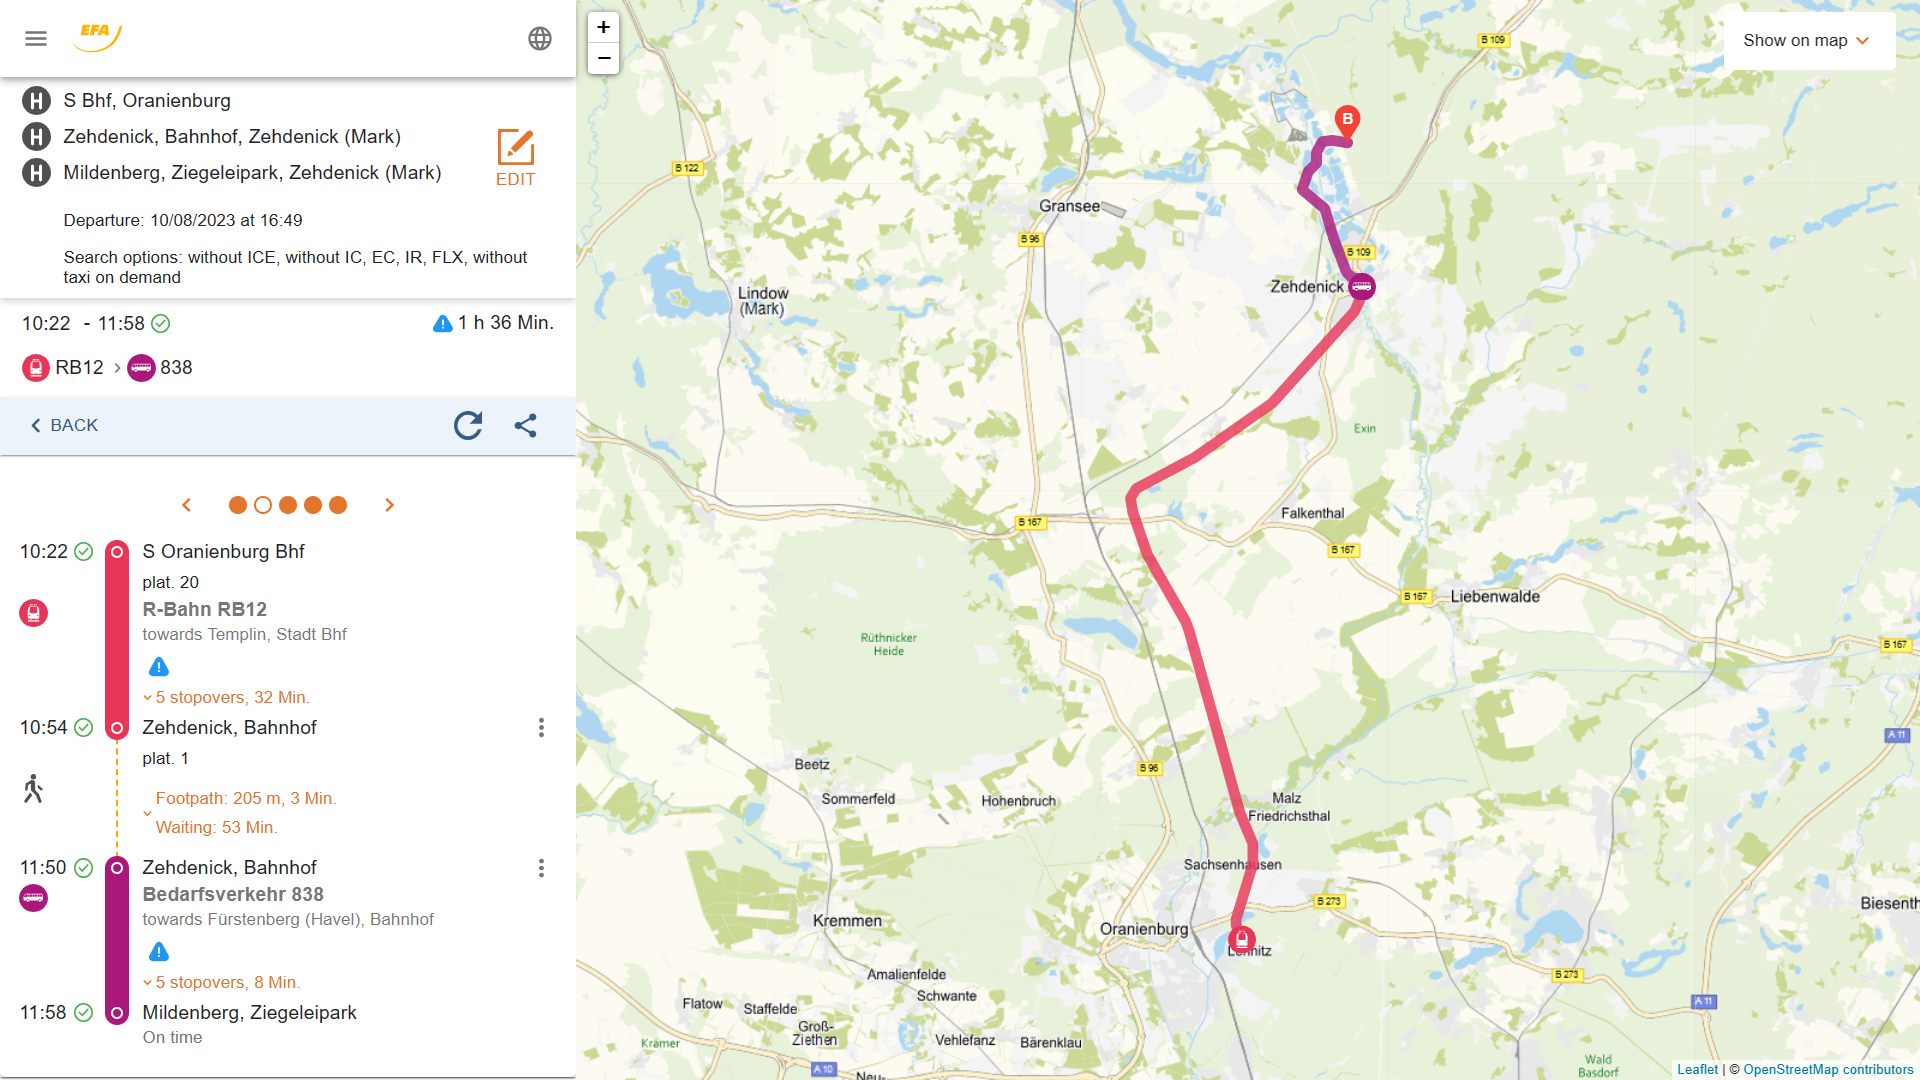 EFA
S Bhf, Oranienburg
Zehdenick, Bahnhof, Zehdenick (Mark)
Mildenberg, Ziegeleipark, Zehdenick (Mark)
EDIT
Departure: 10/08/2023 at 16:49
Search options: without ICE, without IC, EC, IR, FLX, without
taxi on demand
10:22 - 11:58
1 h 36 Min.
RB12
838
BACK
10:22
S Oranienburg Bhf
plat. 20
R-Bahn RB12
towards Templin, Stadt Bhf
5 stopovers, 32 Min.
10:54
Zehdenick, Bahnhof
plat. 1
Footpath: 205 m, 3 Min.
Waiting: 53 Min.
11:50
Zehdenick, Bahnhof
Bedarfsverkehr 838
towards Fürstenberg (Havel), Bahnhof
5 stopovers, 8 Min.
11:58
Mildenberg, Ziegeleipark
On time
+
−
Show on map
B 109
B
B 122
Gransee
B 96
B 109
Zehdenick
Lindow
(Mark)
Exin
Falkenthal
B 167
B 167
B 167
Liebenwalde
Rüthnicker
Heide
B 167
A 11
B 96
Beetz
Sommerfeld
Hohenbruch
Malz
Friedrichsthal
Sachsenhausen
B 273
Biesenth
Kremmen
Oranienburg
Lehnitz
Amalienfelde
B 273
Schwante
A 11
Flatow
Staffelde
Groß-
Ziethen
Vehlefanz
Bärenklau
Kramer
A 10
Neu-
Wald
Basdorf
Leaflet | © OpenStreetMap contributors